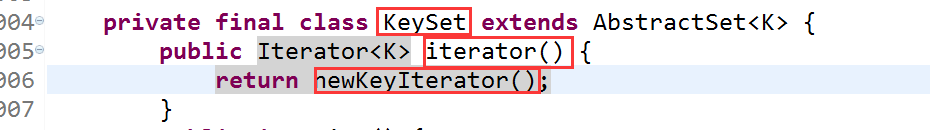 004 private final class KeySet extends AbstractSet<K> {
005 public Iterator<K> iterator() {
006 return newKeyIterator();
007 }